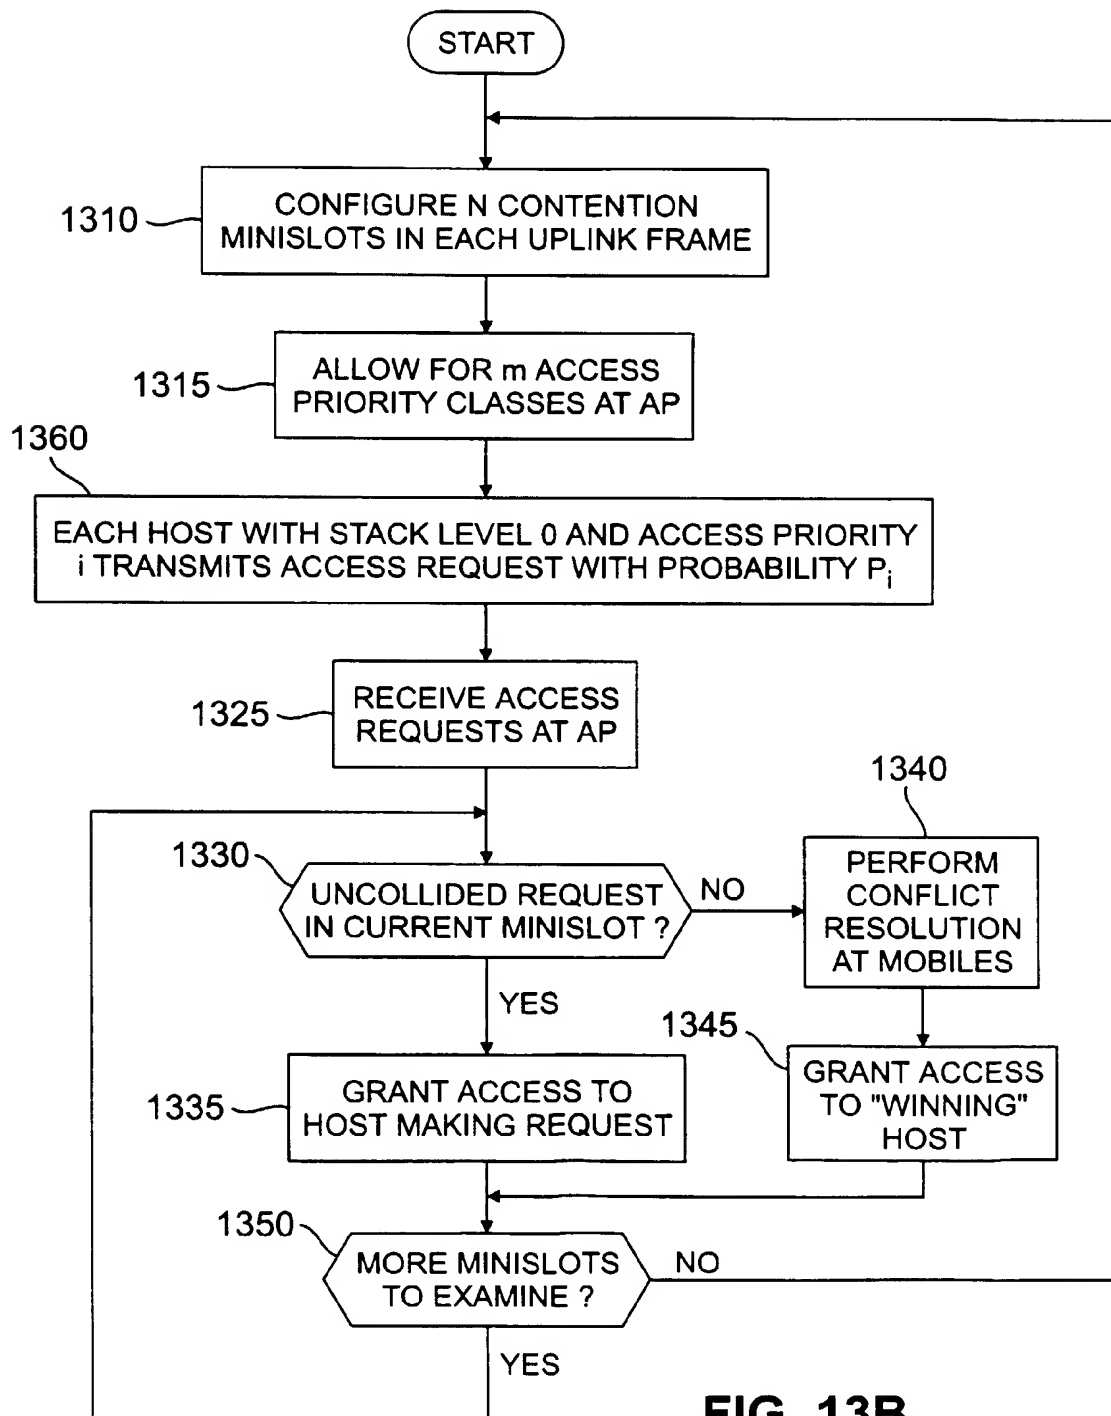 START
1310
CONFIGURE N CONTENTION
MINISLOTS IN EACH UPLINK FRAME
1315
ALLOW FOR m ACCESS
PRIORITY CLASSES AT AP
1360
EACH HOST WITH STACK LEVEL 0 AND ACCESS PRIORITY
i TRANSMITS ACCESS REQUEST WITH PROBABILITY Pi
1325
RECEIVE ACCESS
REQUESTS AT AP
1330
UNCOLLIDED REQUEST
IN CURRENT MINISLOT ?
NO
1340
PERFORM
CONFLICT
RESOLUTION
AT MOBILES
YES
1335
GRANT ACCESS TO
HOST MAKING REQUEST
1345
GRANT ACCESS
TO "WINNING"
HOST
1350
MORE MINISLOTS
TO EXAMINE ?
NO
YES
FIG. 13B